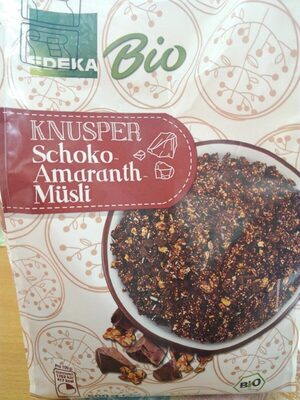 EDEKA
Bio
KNUSPER
Schoko-
Amaranth-
Müsli
BIO